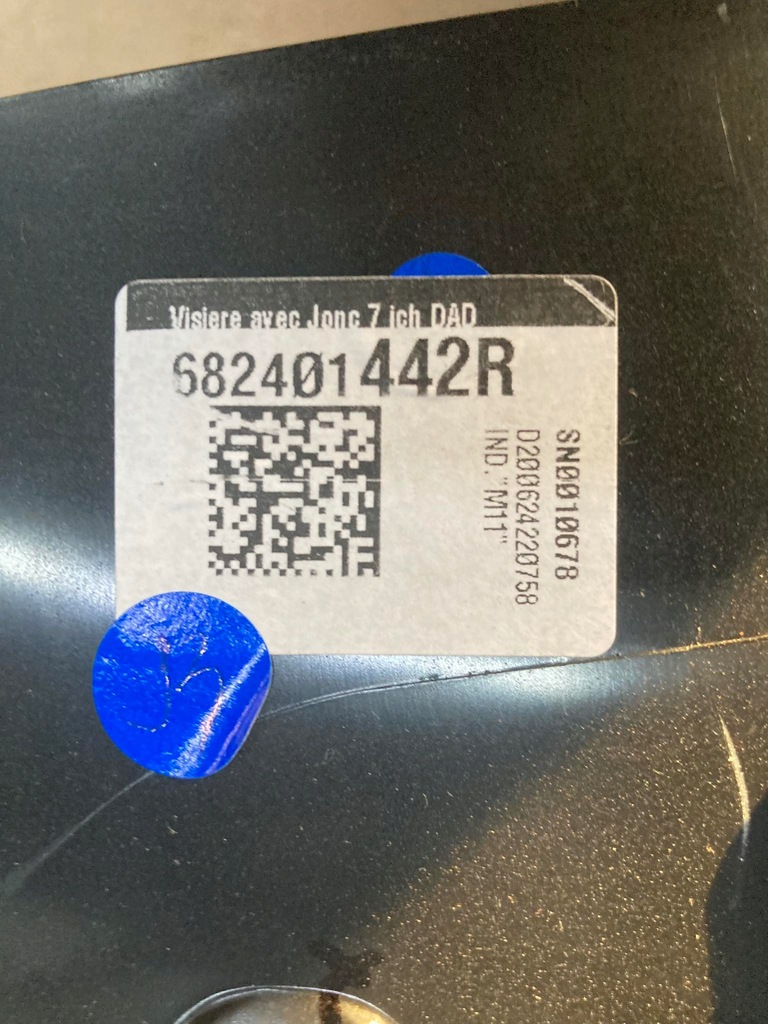 Visiere avec Jonc 7 ich DAD
682401442R
SN0010678
D200624220758
IND. "M11"